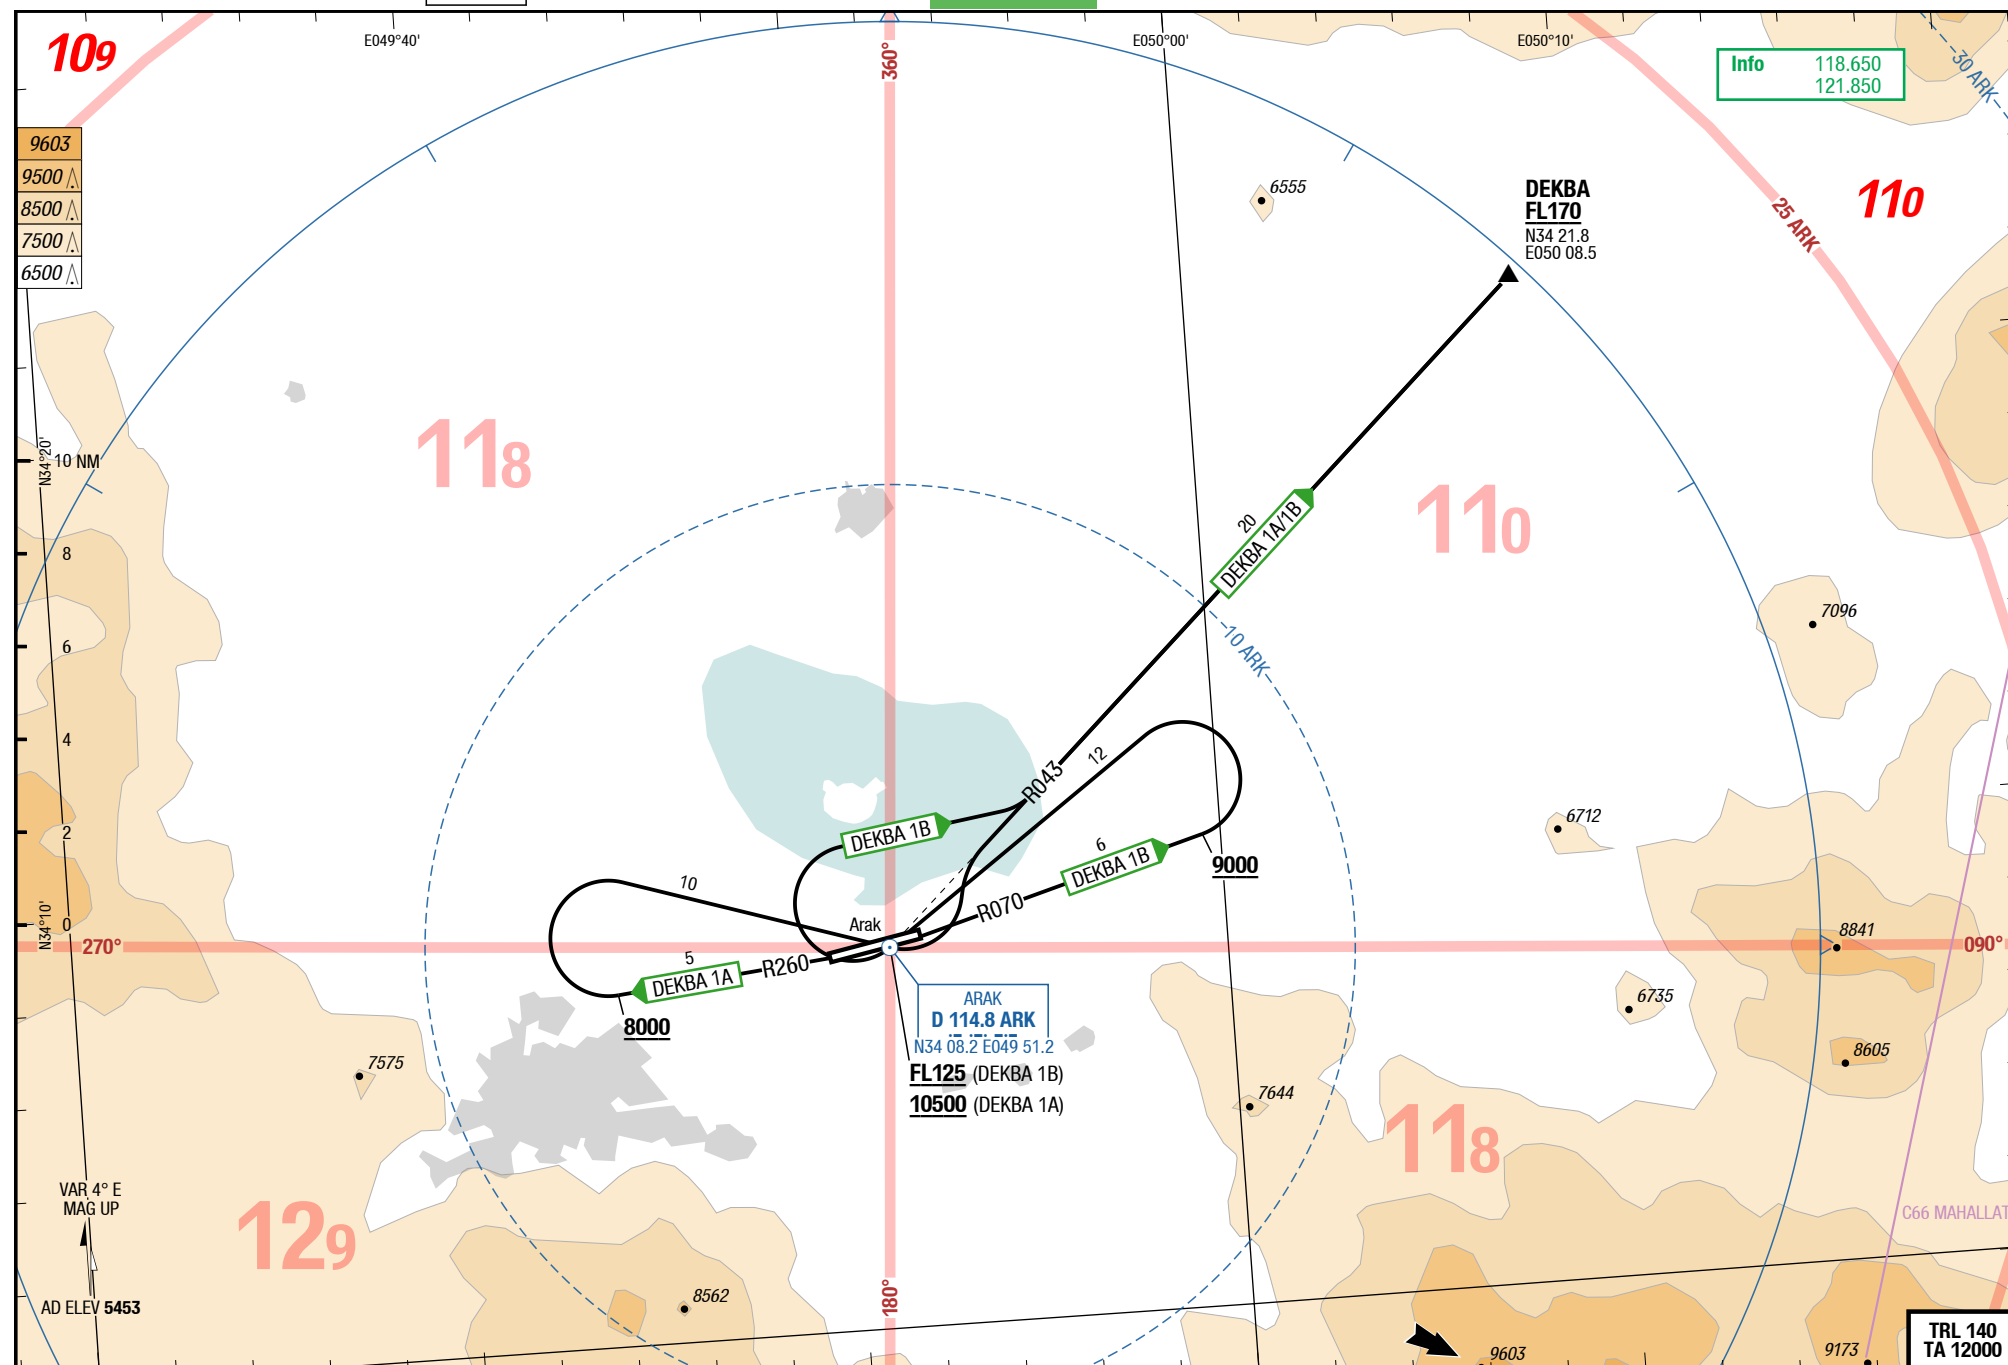 E049°40'
360°
E050°00'
E050°10'
109
Info 118.650
121.850
30 ARK
9603
9500
8500
7500
6500
6555
DEKBA
FL170
N34 21.8
E050 08.5
25 ARK
110
118
N34°20'
10 NM
110
20
DEKBA 1A/1B
8
6
4
2
0
10 ARK
7096
R043
12
DEKBA 1B
6
DEKBA 1B
9000
6712
10
R070
Arak
N34°10'
270°
5
DEKBA 1A
R260
8000
8841
090°
ARAK
D 114.8 ARK
N34 08.2 E049 51.2
FL125 (DEKBA 1B)
10500 (DEKBA 1A)
6735
8605
7575
7644
118
VAR 4° E
MAG UP
129
C66 MAHALLAT
180°
AD ELEV 5453
8562
9603
9173
TRL 140
TA 12000